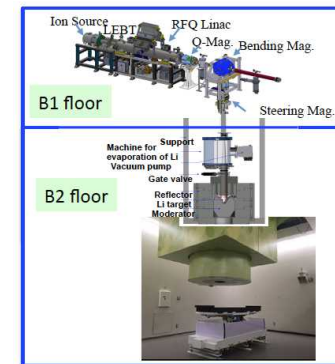 Ion Source
LEBT
RFQ Linac
Q-Mag.
Bending Mag.
Steering Mag.
B1 floor
Support
Machine for
evaporation of Li
Vacuum pump
Gate valve
B2 floor
Reflector
Li target
Moderator